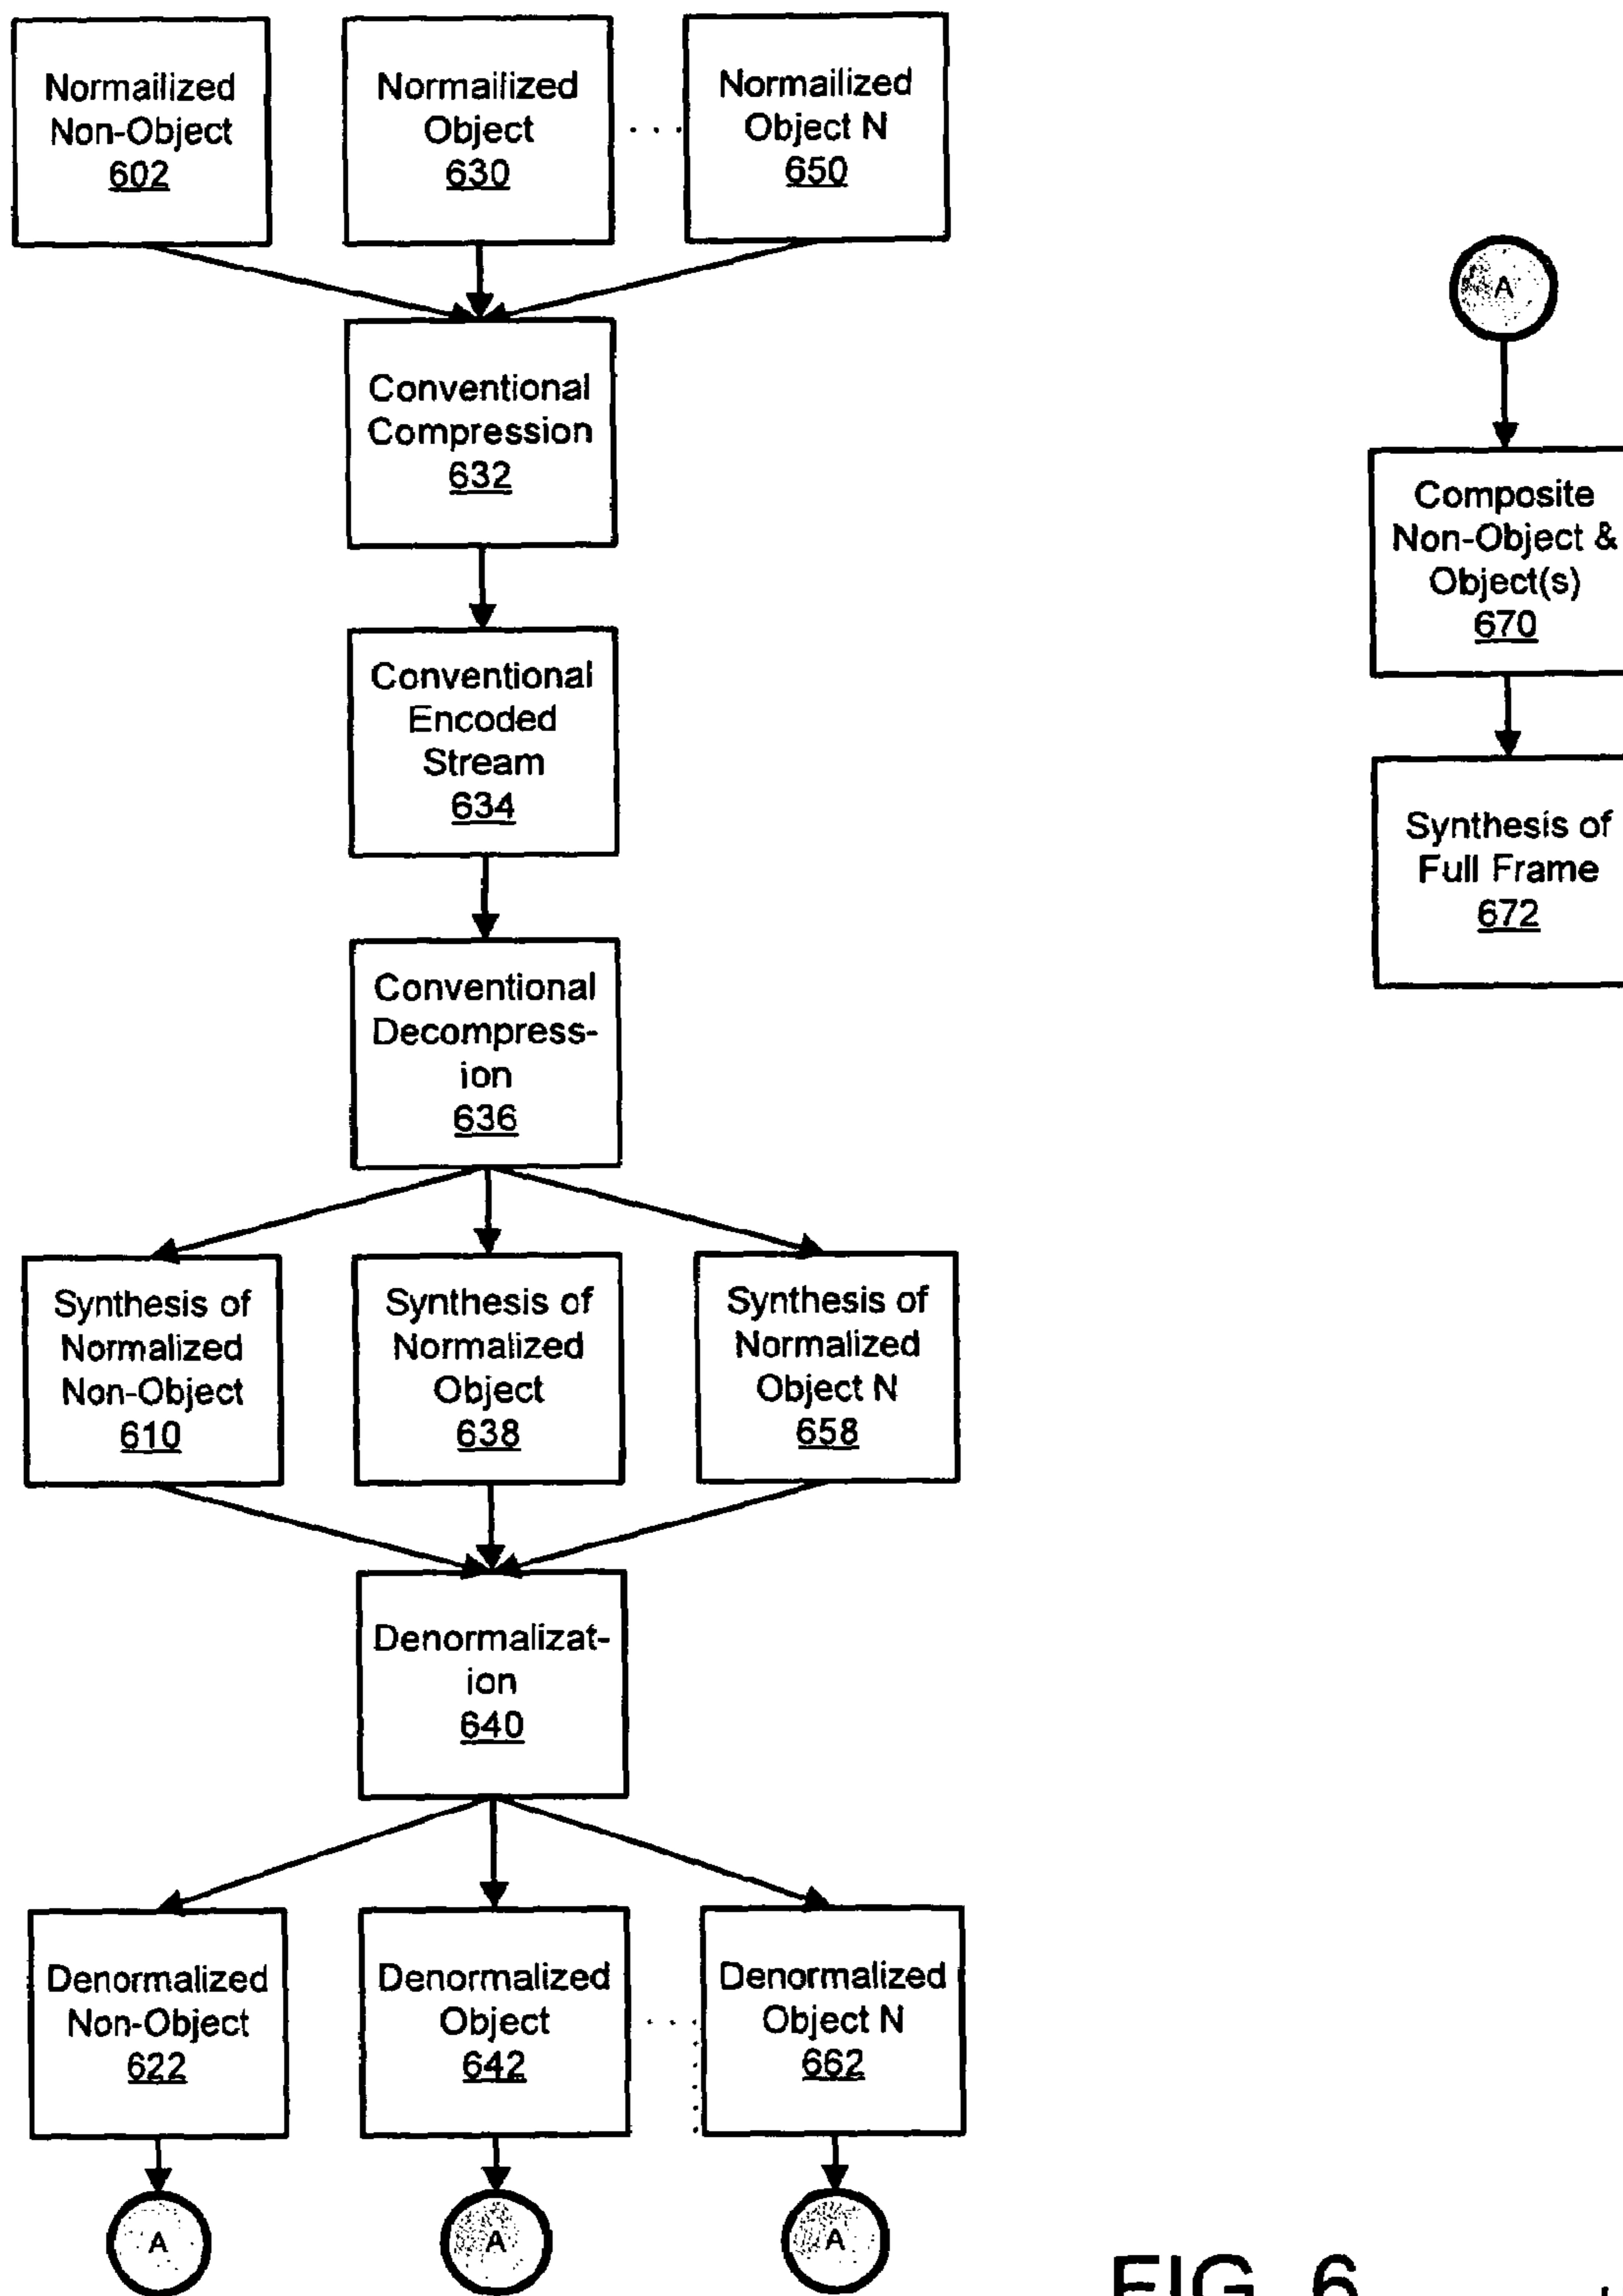 Normailized
Non-Object
602
Normailized
Object
630
. . .
Normailized
Object N
650
Conventional
Compression
632
Conventional
Encoded
Stream
634
Conventional
Decompress-
ion
636
Synthesis of
Normalized
Non-Object
610
Synthesis of
Normalized
Object
638
Synthesis of
Normalized
Object N
658
Denormalizat-
ion
640
Denormalized
Non-Object
622
Denormalized
Object
642
. . .
Denormalized
Object N
662
A
A
A
A
Composite
Non-Object &
Object(s)
670
Synthesis of
Full Frame
672
FIG. 6